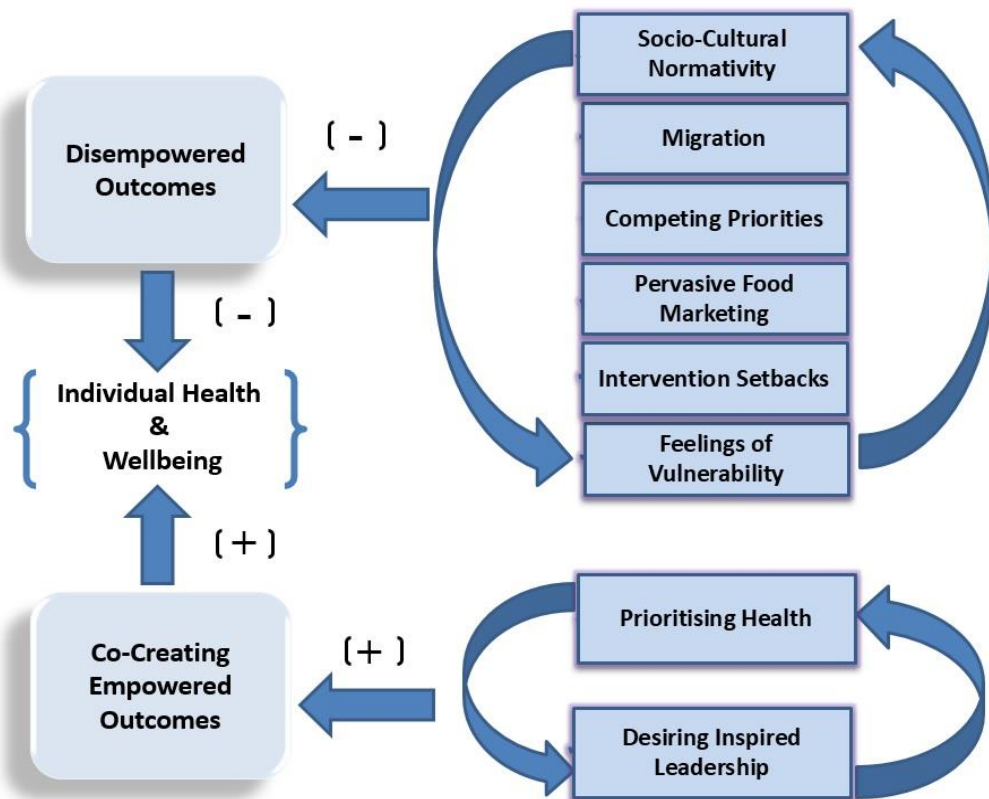 Socio-Cultural
Normativity
Migration
Competing Priorities
Pervasive Food
Marketing
Intervention Setbacks
Feelings of
Vulnerability
( - )
Disempowered
Outcomes
( - )
Individual Health
&
Wellbeing
( + )
Co-Creating
Empowered
Outcomes
( + )
Prioritising Health
Desiring Inspired
Leadership